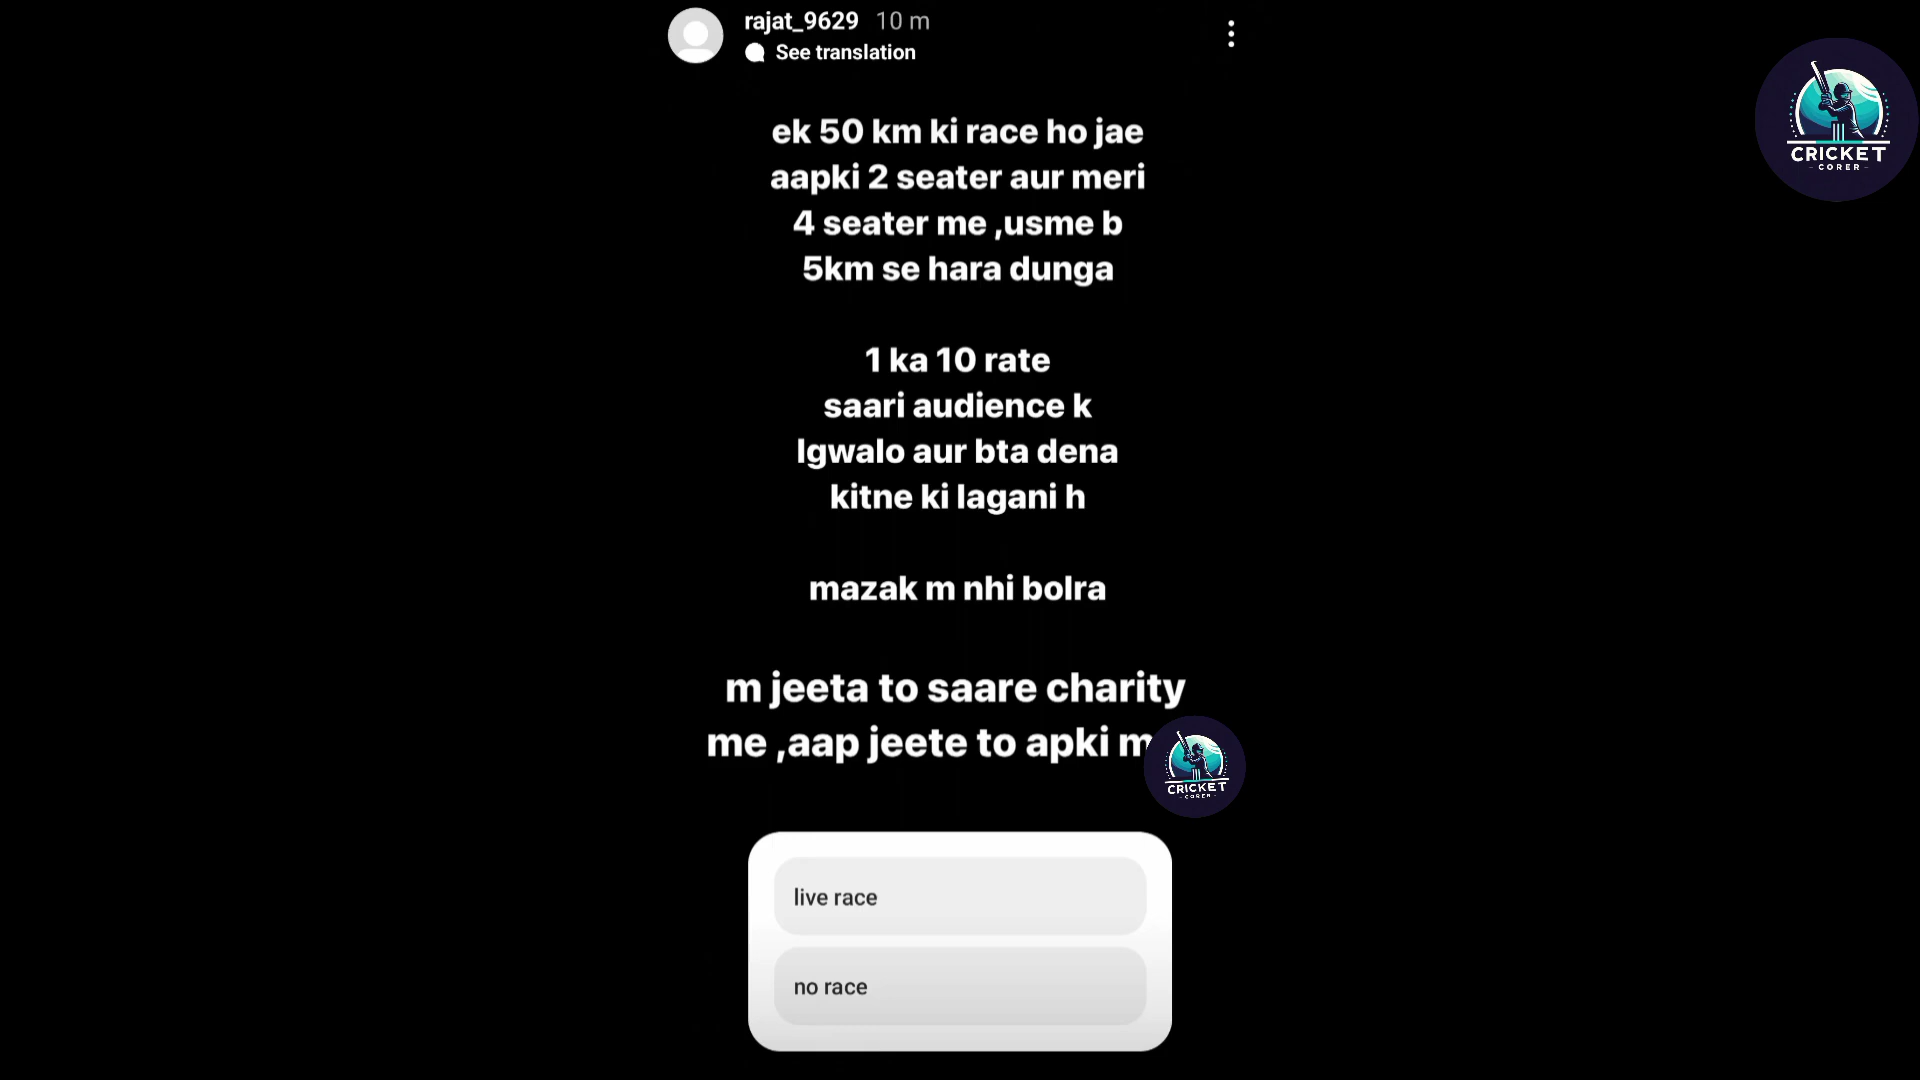 rajat_9629 10 m
See translation
ek 50 km ki race ho jae
aapki 2 seater aur meri
4 seater me ,usme b
5km se hara dunga
1 ka 10 rate
saari audience k
lgwalo aur bta dena
kitne ki lagani h
mazak m nhi bolra
m jeeta to saare charity
me ,aap jeete to apki
live race
no race
CRICKET
CORER
CRICKET
CORER